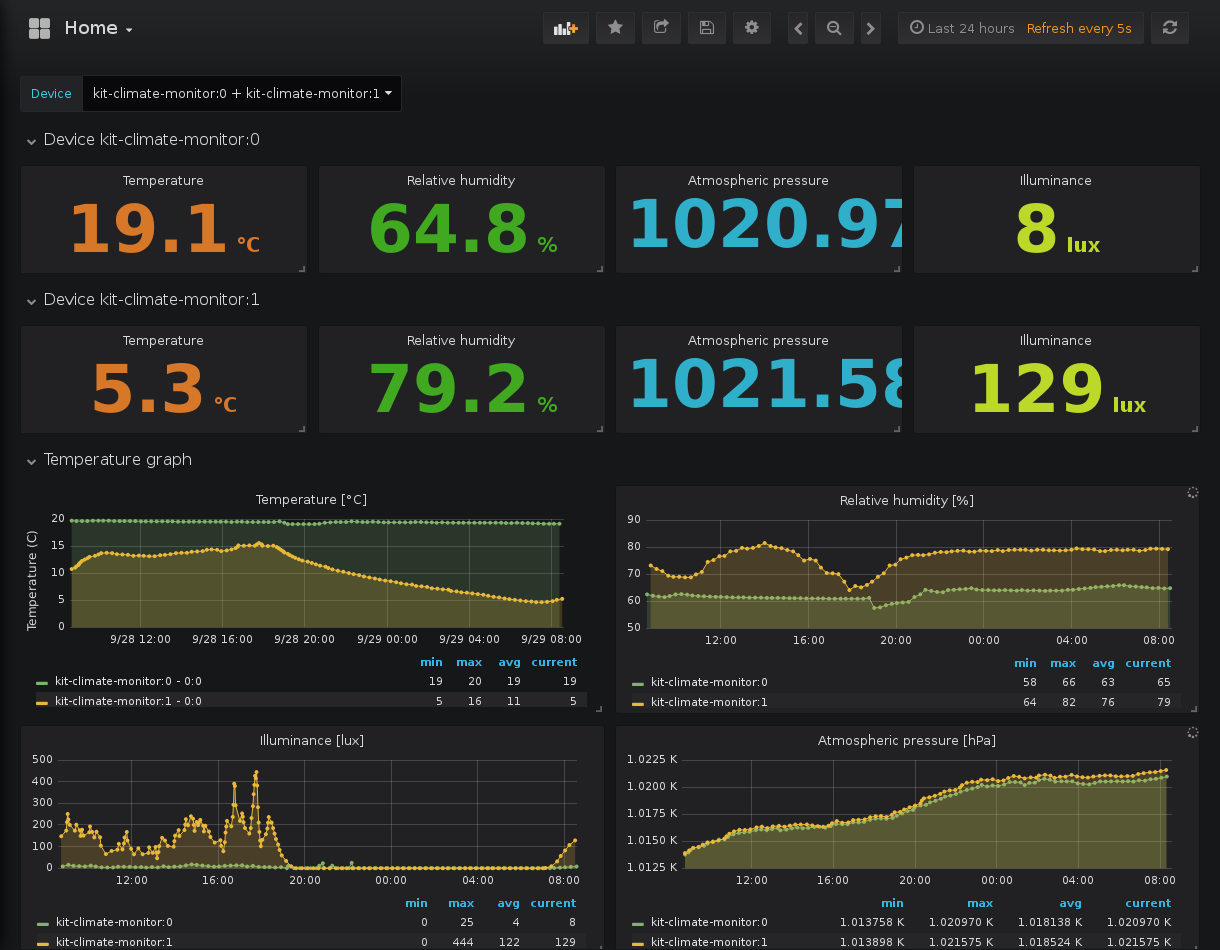 Home
Last 24 hours Refresh every 5s
Device kit-climate-monitor:0 + kit-climate-monitor:1
Device kit-climate-monitor:0
Temperature Relative humidity Atmospheric pressure Illuminance
19.1 °C 64.8 % 1020.97 8 lux
Device kit-climate-monitor:1
Temperature Relative humidity Atmospheric pressure Illuminance
5.3 °C 79.2 % 1021.58 129 lux
Temperature graph
Temperature [°C]
Temperature (C)
20
15
10
5
0
9/28 12:00 9/28 16:00 9/28 20:00 9/29 00:00 9/29 04:00 9/29 08:00
min max avg current
kit-climate-monitor:0 - 0:0 19 20 19 19
kit-climate-monitor:1 - 0:0 5 16 11 5
Relative humidity [%]
90
80
70
60
50
12:00 16:00 20:00 00:00 04:00 08:00
min max avg current
kit-climate-monitor:0 58 66 63 65
kit-climate-monitor:1 64 82 76 79
Illuminance [lux]
500
400
300
200
100
0
12:00 16:00 20:00 00:00 04:00 08:00
min max avg current
kit-climate-monitor:0 0 25 4 8
kit-climate-monitor:1 0 444 122 129
Atmospheric pressure [hPa]
1.0225 K
1.0200 K
1.0175 K
1.0150 K
1.0125 K
12:00 16:00 20:00 00:00 04:00 08:00
min max avg current
kit-climate-monitor:0 1.013758 K 1.020970 K 1.018138 K 1.020970 K
kit-climate-monitor:1 1.013898 K 1.021575 K 1.018524 K 1.021575 K